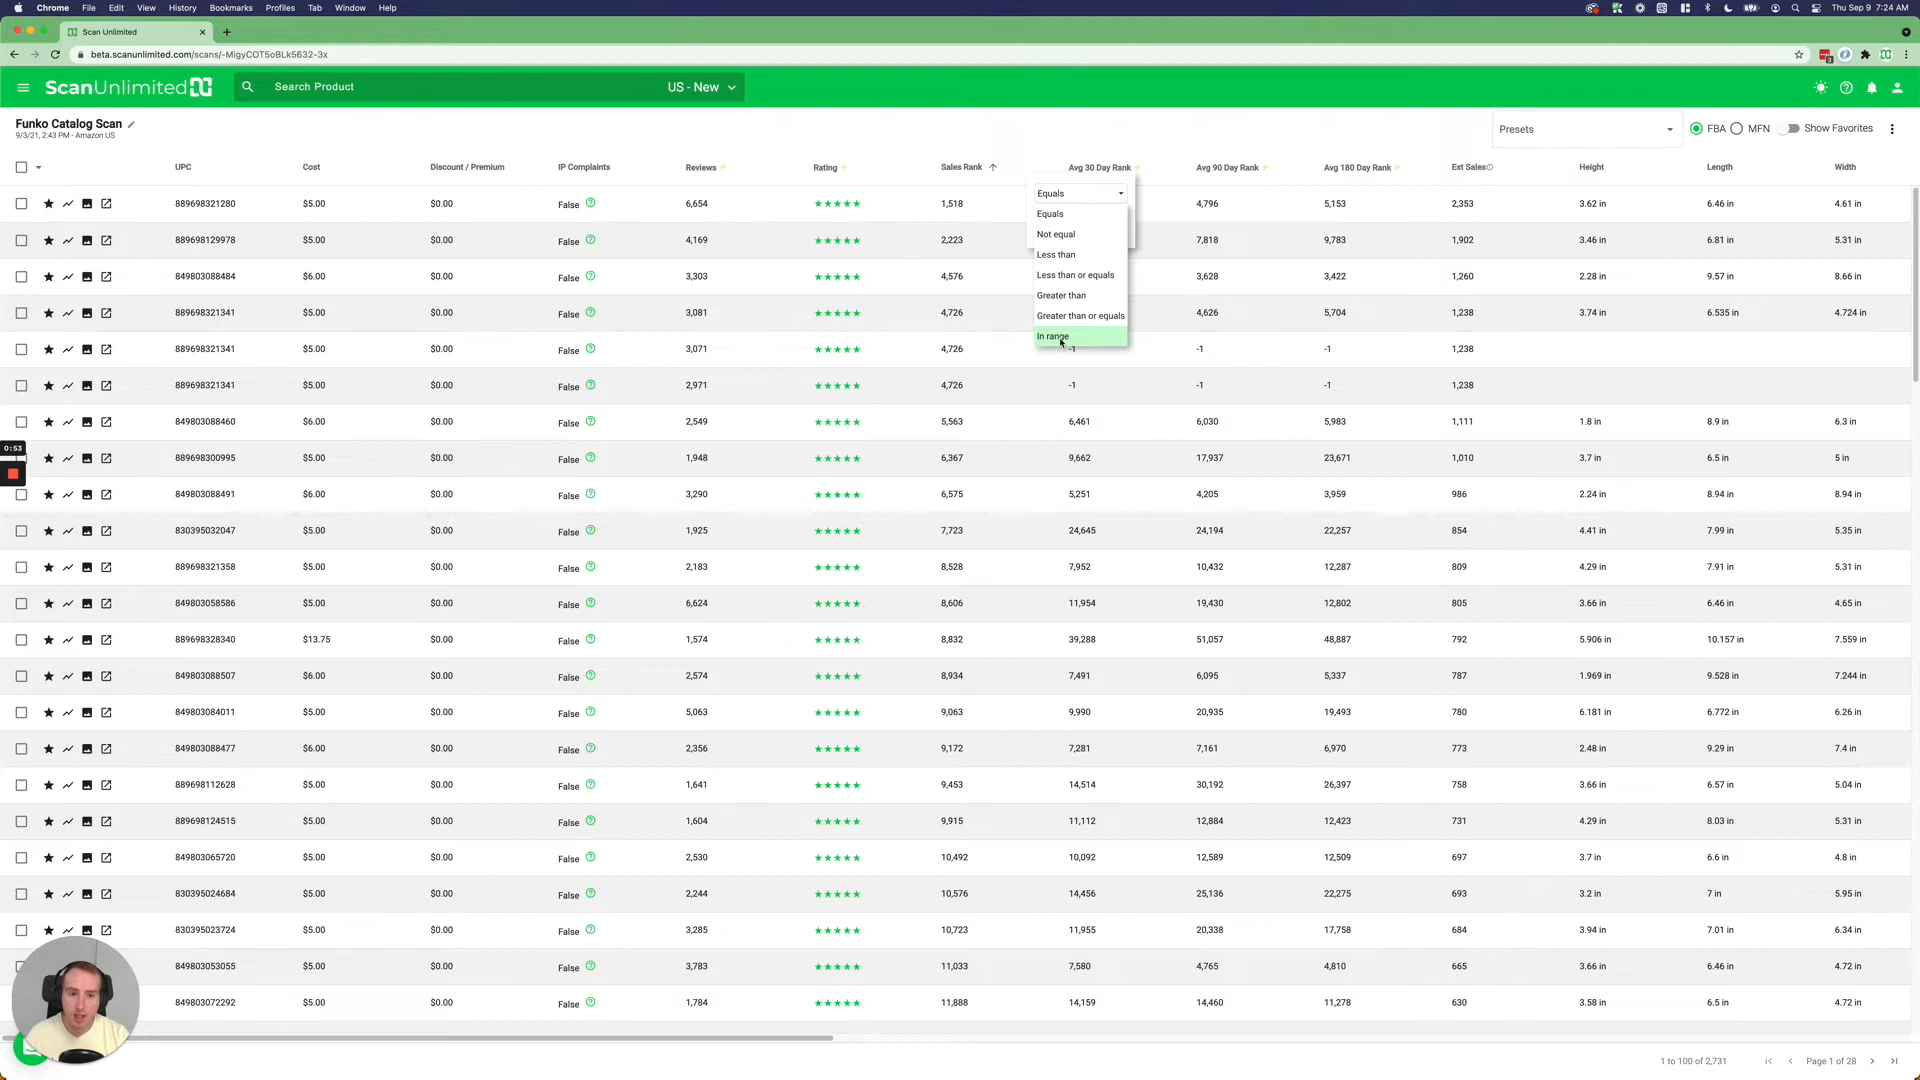 Chrome File Edit View History Bookmarks Profiles Tab Window Help Thu Sep 9 7:24 AM
Scan Unlimited
beta.scanunlimited.com/scans/-MigyCOT5oBLk5632-3x
ScanUnlimited Search Product US - New
Funko Catalog Scan
9/3/21, 2:43 PM - Amazon US
Presets FBA MFN Show Favorites
UPC Cost Discount / Premium IP Complaints Reviews Rating Sales Rank Avg 30 Day Rank Avg 90 Day Rank Avg 180 Day Rank Est Sales Height Length Width
Equals
889698321280 $5.00 $0.00 False 6,654 1,518 4,796 5,153 2,353 3.62 in 6.46 in 4.61 in
Equals
Not equal
889698129978 $5.00 $0.00 False 4,169 2,223 7,818 9,783 1,902 3.46 in 6.81 in 5.31 in
Less than
Less than or equals
849803088484 $6.00 $0.00 False 3,303 4,576 3,628 3,422 1,260 2.28 in 9.57 in 8.66 in
Greater than
Greater than or equals
889698321341 $5.00 $0.00 False 3,081 4,726 4,626 5,704 1,238 3.74 in 6.535 in 4.724 in
In range
889698321341 $5.00 $0.00 False 3,071 4,726 -1 -1 -1 1,238
889698321341 $5.00 $0.00 False 2,971 4,726 -1 -1 -1 1,238
849803088460 $6.00 $0.00 False 2,549 5,563 6,461 6,030 5,983 1,111 1.8 in 8.9 in 6.3 in
0:53
889698300995 $5.00 $0.00 False 1,948 6,367 9,662 17,937 23,671 1,010 3.7 in 6.5 in 5 in
849803088491 $6.00 $0.00 False 3,290 6,575 5,251 4,205 3,959 986 2.24 in 8.94 in 8.94 in
830395032047 $5.00 $0.00 False 1,925 7,723 24,645 24,194 22,257 854 4.41 in 7.99 in 5.35 in
889698321358 $5.00 $0.00 False 2,183 8,528 7,952 10,432 12,287 809 4.29 in 7.91 in 5.31 in
849803058586 $5.00 $0.00 False 6,624 8,606 11,954 19,430 12,802 805 3.66 in 6.46 in 4.65 in
889698328340 $13.75 $0.00 False 1,574 8,832 39,288 51,057 48,887 792 5.906 in 10.157 in 7.559 in
849803088507 $6.00 $0.00 False 2,574 8,934 7,491 6,095 5,337 787 1.969 in 9.528 in 7.244 in
849803084011 $5.00 $0.00 False 5,063 9,063 9,990 20,935 19,493 780 6.181 in 6.772 in 6.26 in
849803088477 $6.00 $0.00 False 2,356 9,172 7,281 7,161 6,970 773 2.48 in 9.29 in 7.4 in
889698112628 $5.00 $0.00 False 1,641 9,453 14,514 30,192 26,397 758 3.66 in 6.57 in 5.04 in
889698124515 $5.00 $0.00 False 1,604 9,915 11,112 12,884 12,423 731 4.29 in 8.03 in 5.31 in
849803065720 $5.00 $0.00 False 2,530 10,492 10,092 12,589 12,509 697 3.7 in 6.6 in 4.8 in
830395024684 $5.00 $0.00 False 2,244 10,576 14,456 25,136 22,275 693 3.2 in 7 in 5.95 in
830395023724 $5.00 $0.00 False 3,285 10,723 11,955 20,338 17,758 684 3.94 in 7.01 in 6.34 in
849803053055 $5.00 $0.00 False 3,783 11,033 7,580 4,765 4,810 665 3.66 in 6.46 in 4.72 in
849803072292 $5.00 $0.00 False 1,784 11,888 14,159 14,460 11,278 630 3.58 in 6.5 in 4.72 in
1 to 100 of 2,731 Page 1 of 28